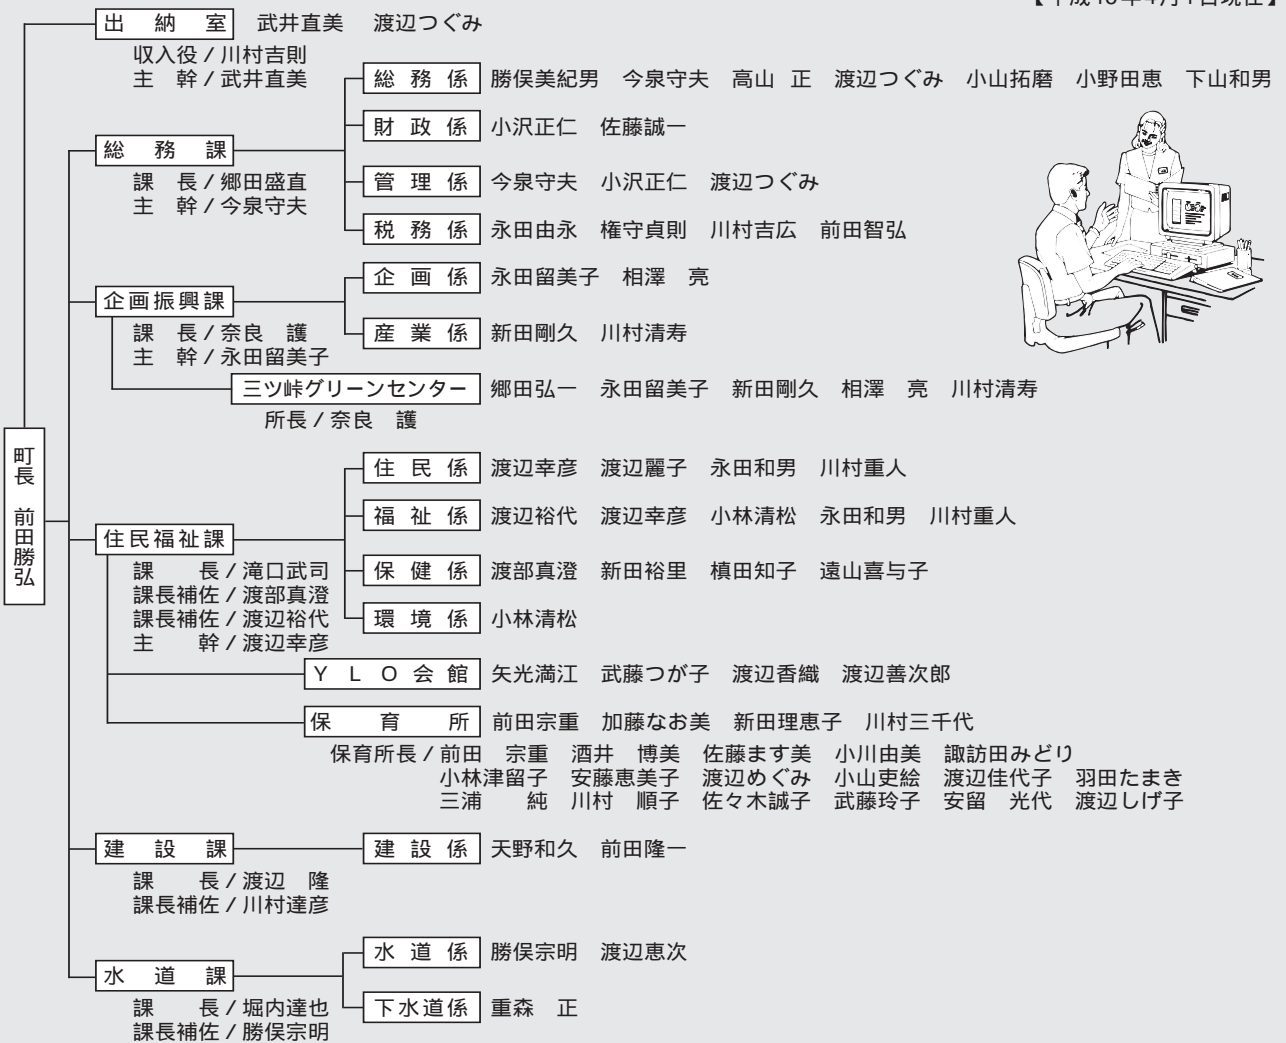 出納室 武井直美 渡辺つぐみ
収入役/川村吉則
主 幹/武井直美
総務係 勝俣美紀男 今泉守夫 高山 正 渡辺つぐみ 小山拓磨 小野田恵 下山和男
財政係 小沢正仁 佐藤誠一
総務課
課 長/郷田盛直
主 幹/今泉守夫
管理係 今泉守夫 小沢正仁 渡辺つぐみ
税務係 永田由永 権守貞則 川村吉広 前田智弘
企画係 永田留美子 相澤 亮
企画振興課
課 長/奈良 護
主 幹/永田留美子
産業係 新田剛久 川村清寿
三ツ峠グリーンセンター 郷田弘一 永田留美子 新田剛久 相澤 亮 川村清寿
所長/奈良 護
町長 前田勝弘
住民係 渡辺幸彦 渡辺麗子 永田和男 川村重人
福祉係 渡辺裕代 渡辺幸彦 小林清松 永田和男 川村重人
住民福祉課
課 長/滝口武司
課長補佐/渡部真澄
課長補佐/渡辺裕代
主 幹/渡辺幸彦
保健係 渡部真澄 新田裕里 槙田知子 遠山喜与子
環境係 小林清松
YLO会館 矢光満江 武藤つが子 渡辺香織 渡辺善次郎
保育所 前田宗重 加藤なお美 新田理恵子 川村三千代
保育所長/前田 宗重 酒井 博美 佐藤ます美 小川由美 諏訪田みどり
小林津留子 安藤恵美子 渡辺めぐみ 小山吏絵 渡辺佳代子 羽田たまき
三浦 純 川村 順子 佐々木誠子 武藤玲子 安留 光代 渡辺しげ子
建設課 建設係 天野和久 前田隆一
課 長/渡辺 隆
課長補佐/川村達彦
水道係 勝俣宗明 渡辺恵次
水道課
課 長/堀内達也
課長補佐/勝俣宗明
下水道係 重森 正